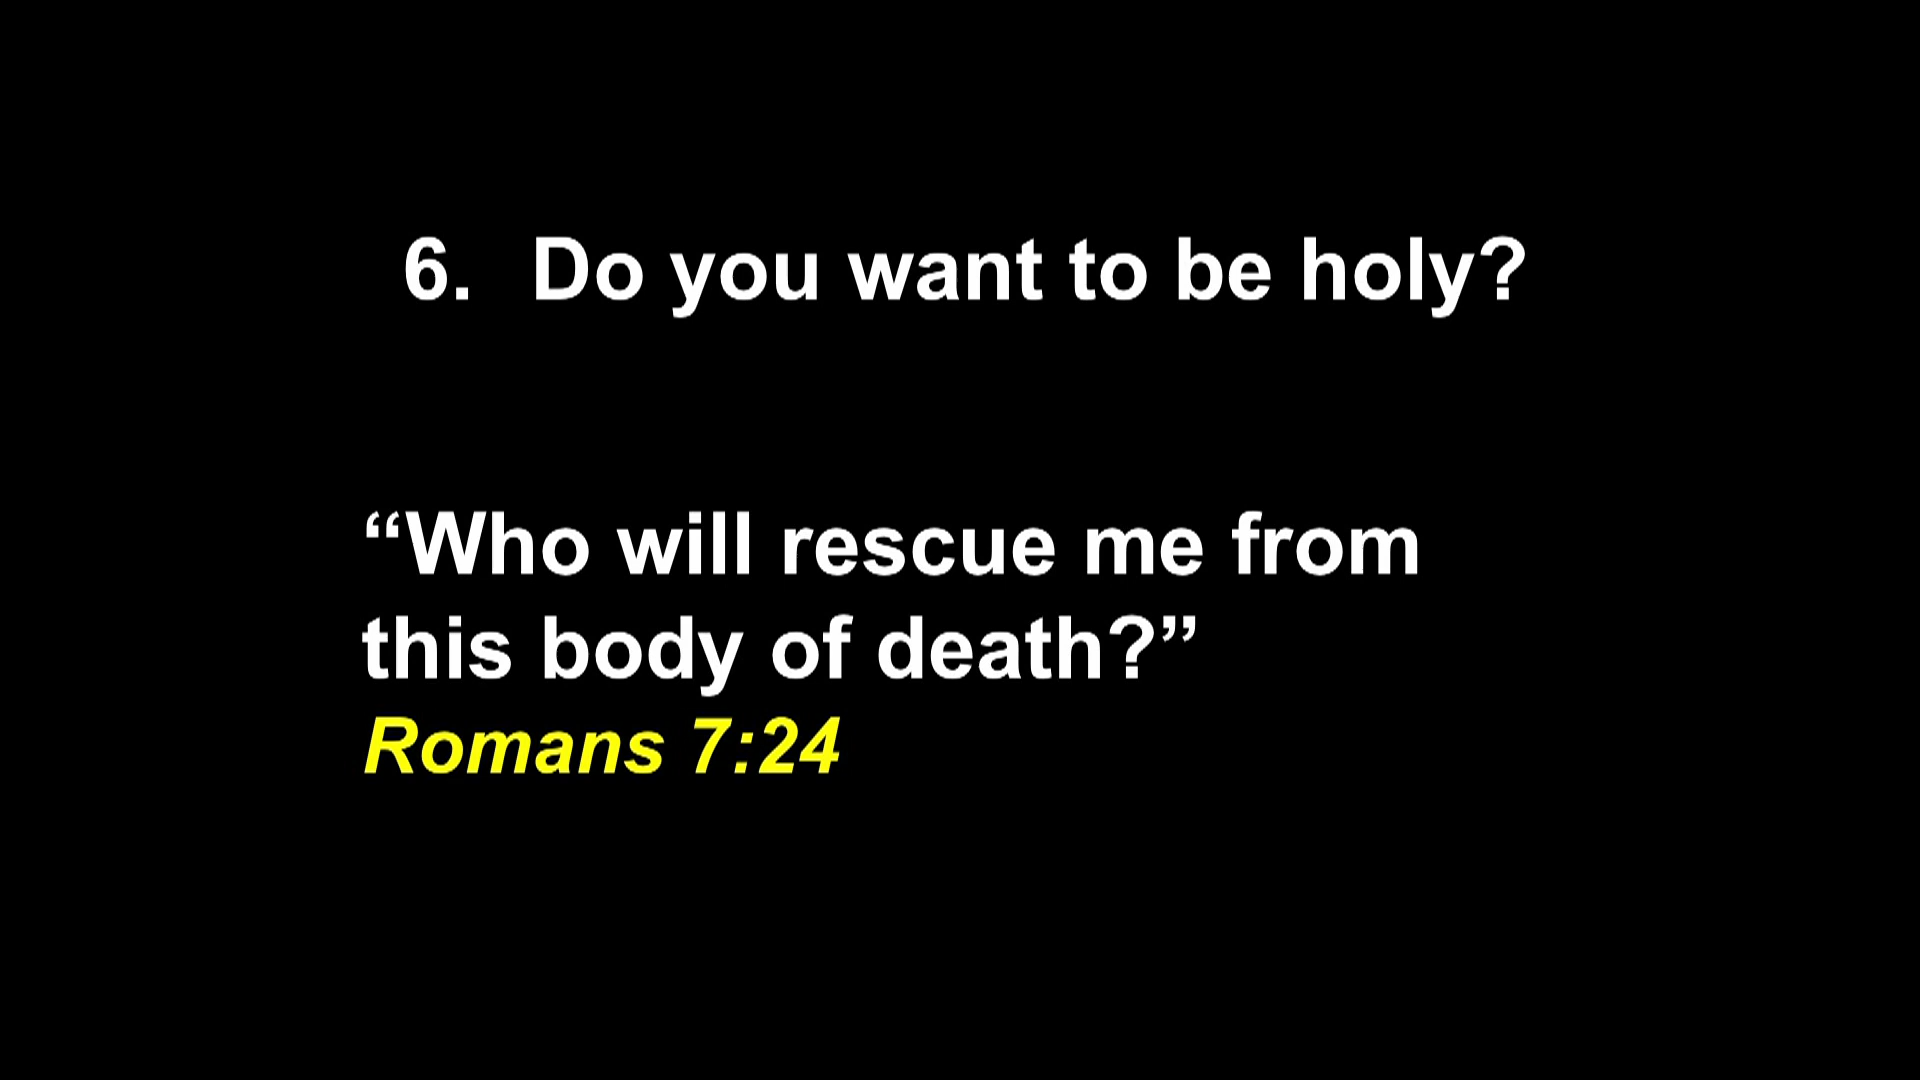 6. Do you want to be holy?
“Who will rescue me from
this body of death?”
Romans 7:24